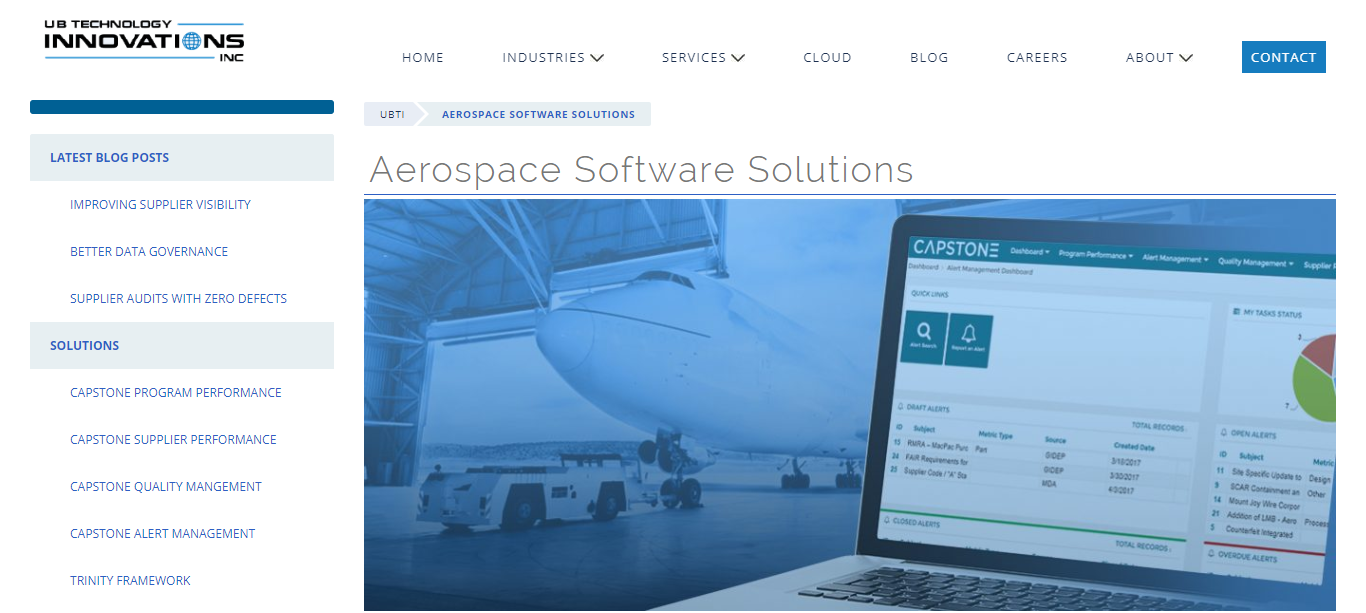 UB TECHNOLOGY
INNOVATIONS
INC
HOME
INDUSTRIES
SERVICES
CLOUD
BLOG
CAREERS
ABOUT
CONTACT
UBTI
AEROSPACE SOFTWARE SOLUTIONS
LATEST BLOG POSTS
IMPROVING SUPPLIER VISIBILITY
BETTER DATA GOVERNANCE
SUPPLIER AUDITS WITH ZERO DEFECTS
SOLUTIONS
CAPSTONE PROGRAM PERFORMANCE
CAPSTONE SUPPLIER PERFORMANCE
CAPSTONE QUALITY MANGEMENT
CAPSTONE ALERT MANAGEMENT
TRINITY FRAMEWORK
Aerospace Software Solutions
CAPSTONE
Dashboard
Program Performance
Alert Management
Quality Management
Supplier
Dashboard
Alert Management Dashboard
QUICK LINKS
Alert Search
Report an Alert
MY TASKS STATUS
3
7
DRAFT ALERTS
TOTAL RECORDS:
ID Subject Metric Type Source Created Date
13 RMRA – MacPac Purc Part GIDEP 3/18/2017
24 FAIR Requirements for GIDEP 3/30/2017
25 Supplier Code / "A" Sta MDA 4/3/2017
CLOSED ALERTS
TOTAL RECORDS:
OPEN ALERTS
ID Subject Metric
11 Site Specific Update to Design
9 SCAR Containment an Other
14 Mount Joy Wire Corpor
21 Addition of LMB - Aero Process
5 Counterfeit Integrated
OVERDUE ALERTS